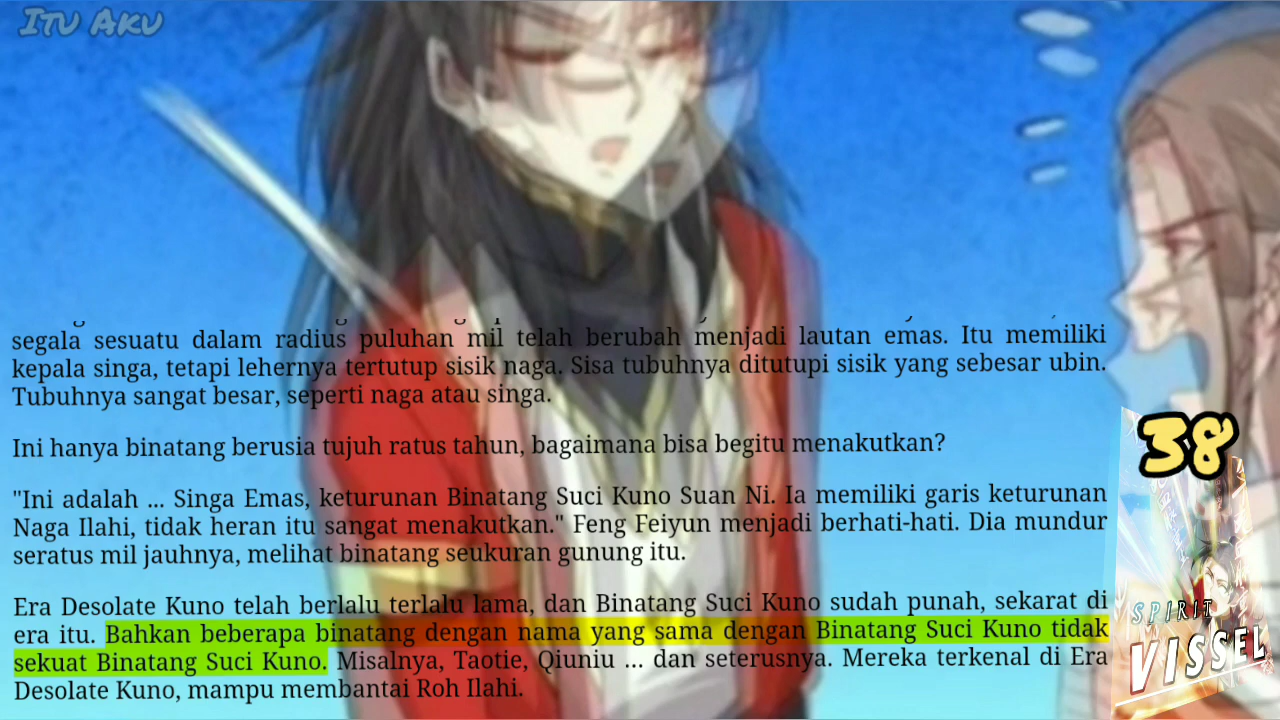 Itu Aku
segala sesuatu dalam radius puluhan mil telah berubah menjadi lautan emas. Itu memiliki
kepala singa, tetapi lehernya tertutup sisik naga. Sisa tubuhnya ditutupi sisik yang sebesar ubin.
Tubuhnya sangat besar, seperti naga atau singa.
Ini hanya binatang berusia tujuh ratus tahun, bagaimana bisa begitu menakutkan?
"Ini adalah ... Singa Emas, keturunan Binatang Suci Kuno Suan Ni. Ia memiliki garis keturunan
Naga Ilahi, tidak heran itu sangat menakutkan." Feng Feiyun menjadi berhati-hati. Dia mundur
seratus mil jauhnya, melihat binatang seukuran gunung itu.
Era Desolate Kuno telah berlalu terlalu lama, dan Binatang Suci Kuno sudah punah, sekarat di
era itu. Bahkan beberapa binatang dengan nama yang sama dengan Binatang Suci Kuno tidak
sekuat Binatang Suci Kuno. Misalnya, Taotie, Qiuniu ... dan seterusnya. Mereka terkenal di Era
Desolate Kuno, mampu membantai Roh Ilahi.
38
SPIRIT
VISSEL